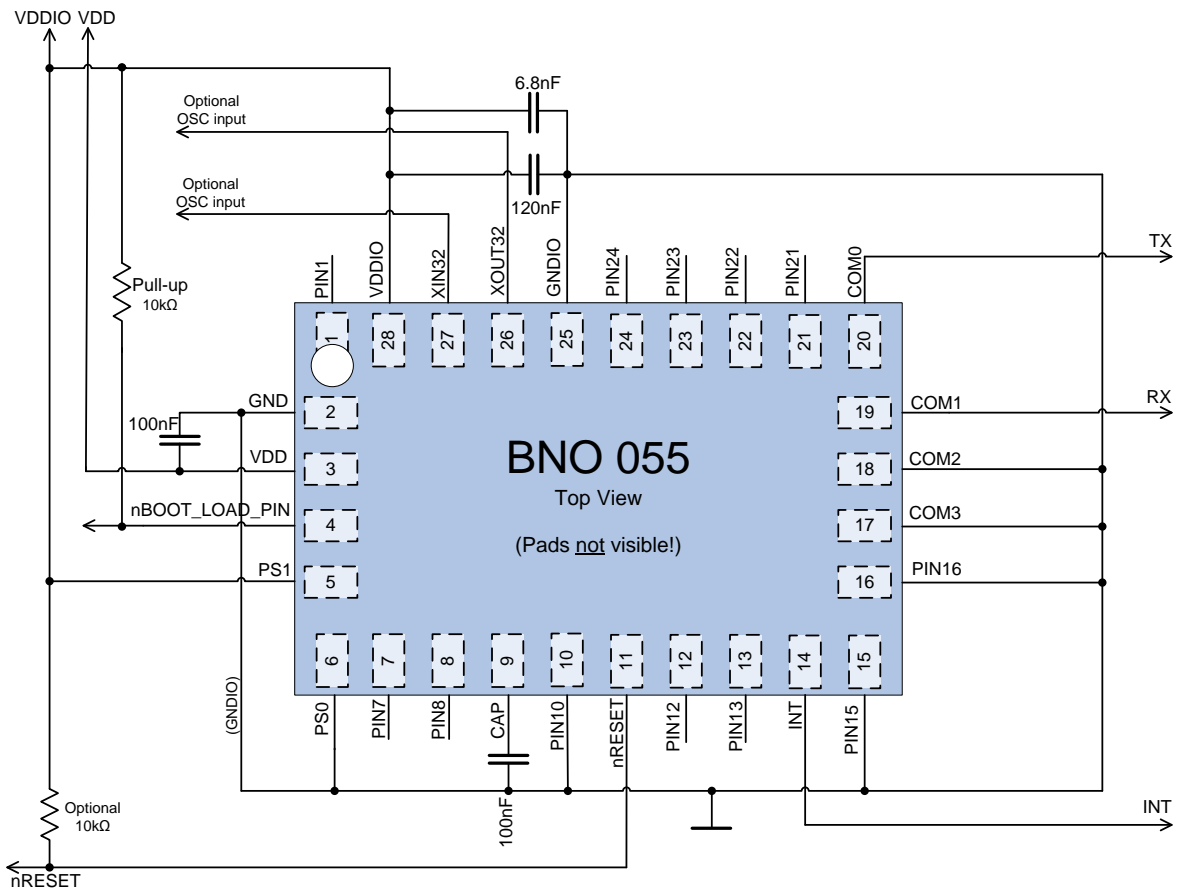 VDDIO VDD
6.8nF
Optional
OSC input
Optional
OSC input
120nF
TX
Pull-up
10kΩ
PIN1
VDDIO
XIN32
XOUT32
GNDIO
PIN24
PIN23
PIN22
PIN21
COM0
1
28
27
26
25
24
23
22
21
20
GND
2
100nF
VDD
3
nBOOT_LOAD_PIN
4
PS1
5
BNO 055
Top View
(Pads not visible!)
19
COM1
RX
18
COM2
17
COM3
16
PIN16
6
7
8
9
10
11
12
13
14
15
(GNDIO)
PS0
PIN7
PIN8
CAP
PIN10
nRESET
PIN12
PIN13
INT
PIN15
100nF
Optional
10kΩ
INT
nRESET